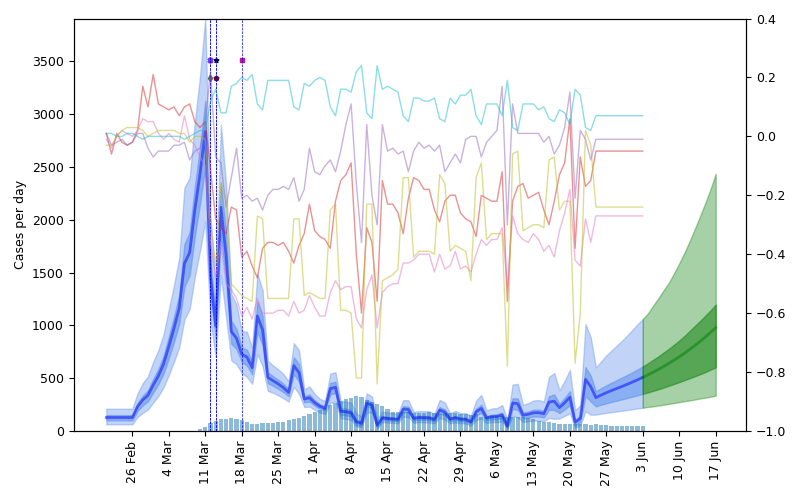 Cases per day
0
500
1000
1500
2000
2500
3000
3500
0.4
0.2
0.0
−0.2
−0.4
−0.6
−0.8
−1.0
26 Feb
4 Mar
11 Mar
18 Mar
25 Mar
1 Apr
8 Apr
15 Apr
22 Apr
29 Apr
6 May
13 May
20 May
27 May
3 Jun
10 Jun
17 Jun